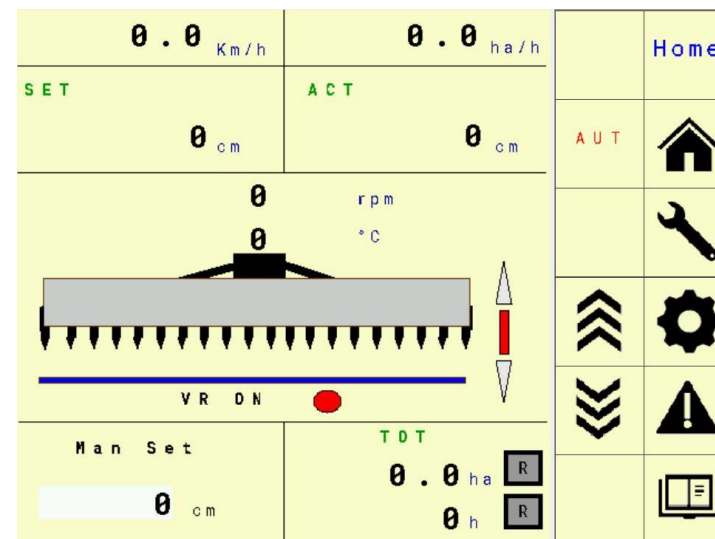 0.0 Km/h
0.0 ha/h
Home
SET
ACT
0 cm
0 cm
AUT
0 rpm
0 °C
VR ON
Man Set
TOT
0.0 ha R
0 cm
0 h R